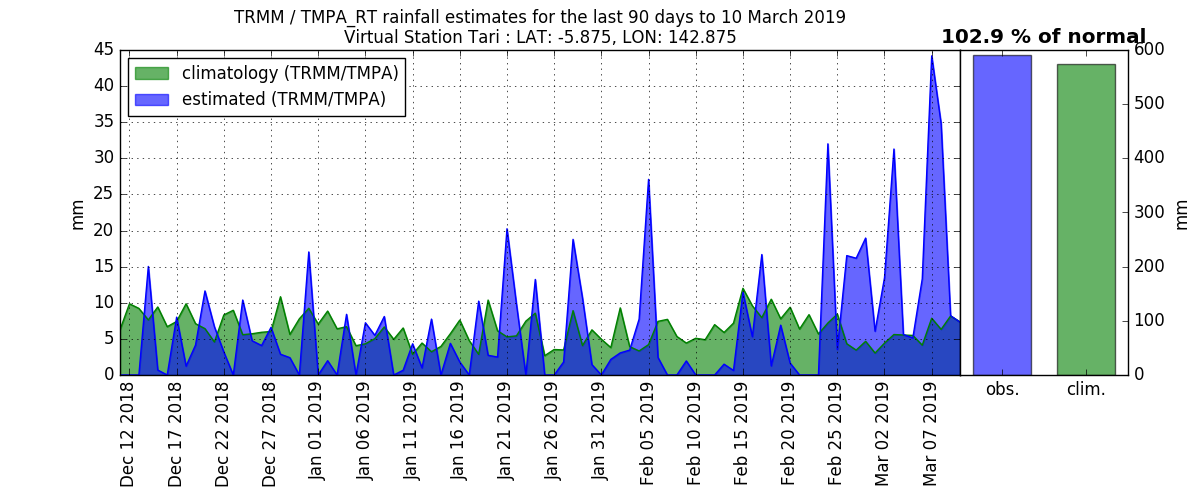 TRMM / TMPA_RT rainfall estimates for the last 90 days to 10 March 2019
Virtual Station Tari : LAT: -5.875, LON: 142.875
102.9 % of normal
climatology (TRMM/TMPA)
estimated (TRMM/TMPA)
mm
45
40
35
30
25
20
15
10
5
0
Dec 12 2018
Dec 17 2018
Dec 22 2018
Dec 27 2018
Jan 01 2019
Jan 06 2019
Jan 11 2019
Jan 16 2019
Jan 21 2019
Jan 26 2019
Jan 31 2019
Feb 05 2019
Feb 10 2019
Feb 15 2019
Feb 20 2019
Feb 25 2019
Mar 02 2019
Mar 07 2019
obs.
clim.
600
500
400
300
200
100
0
mm